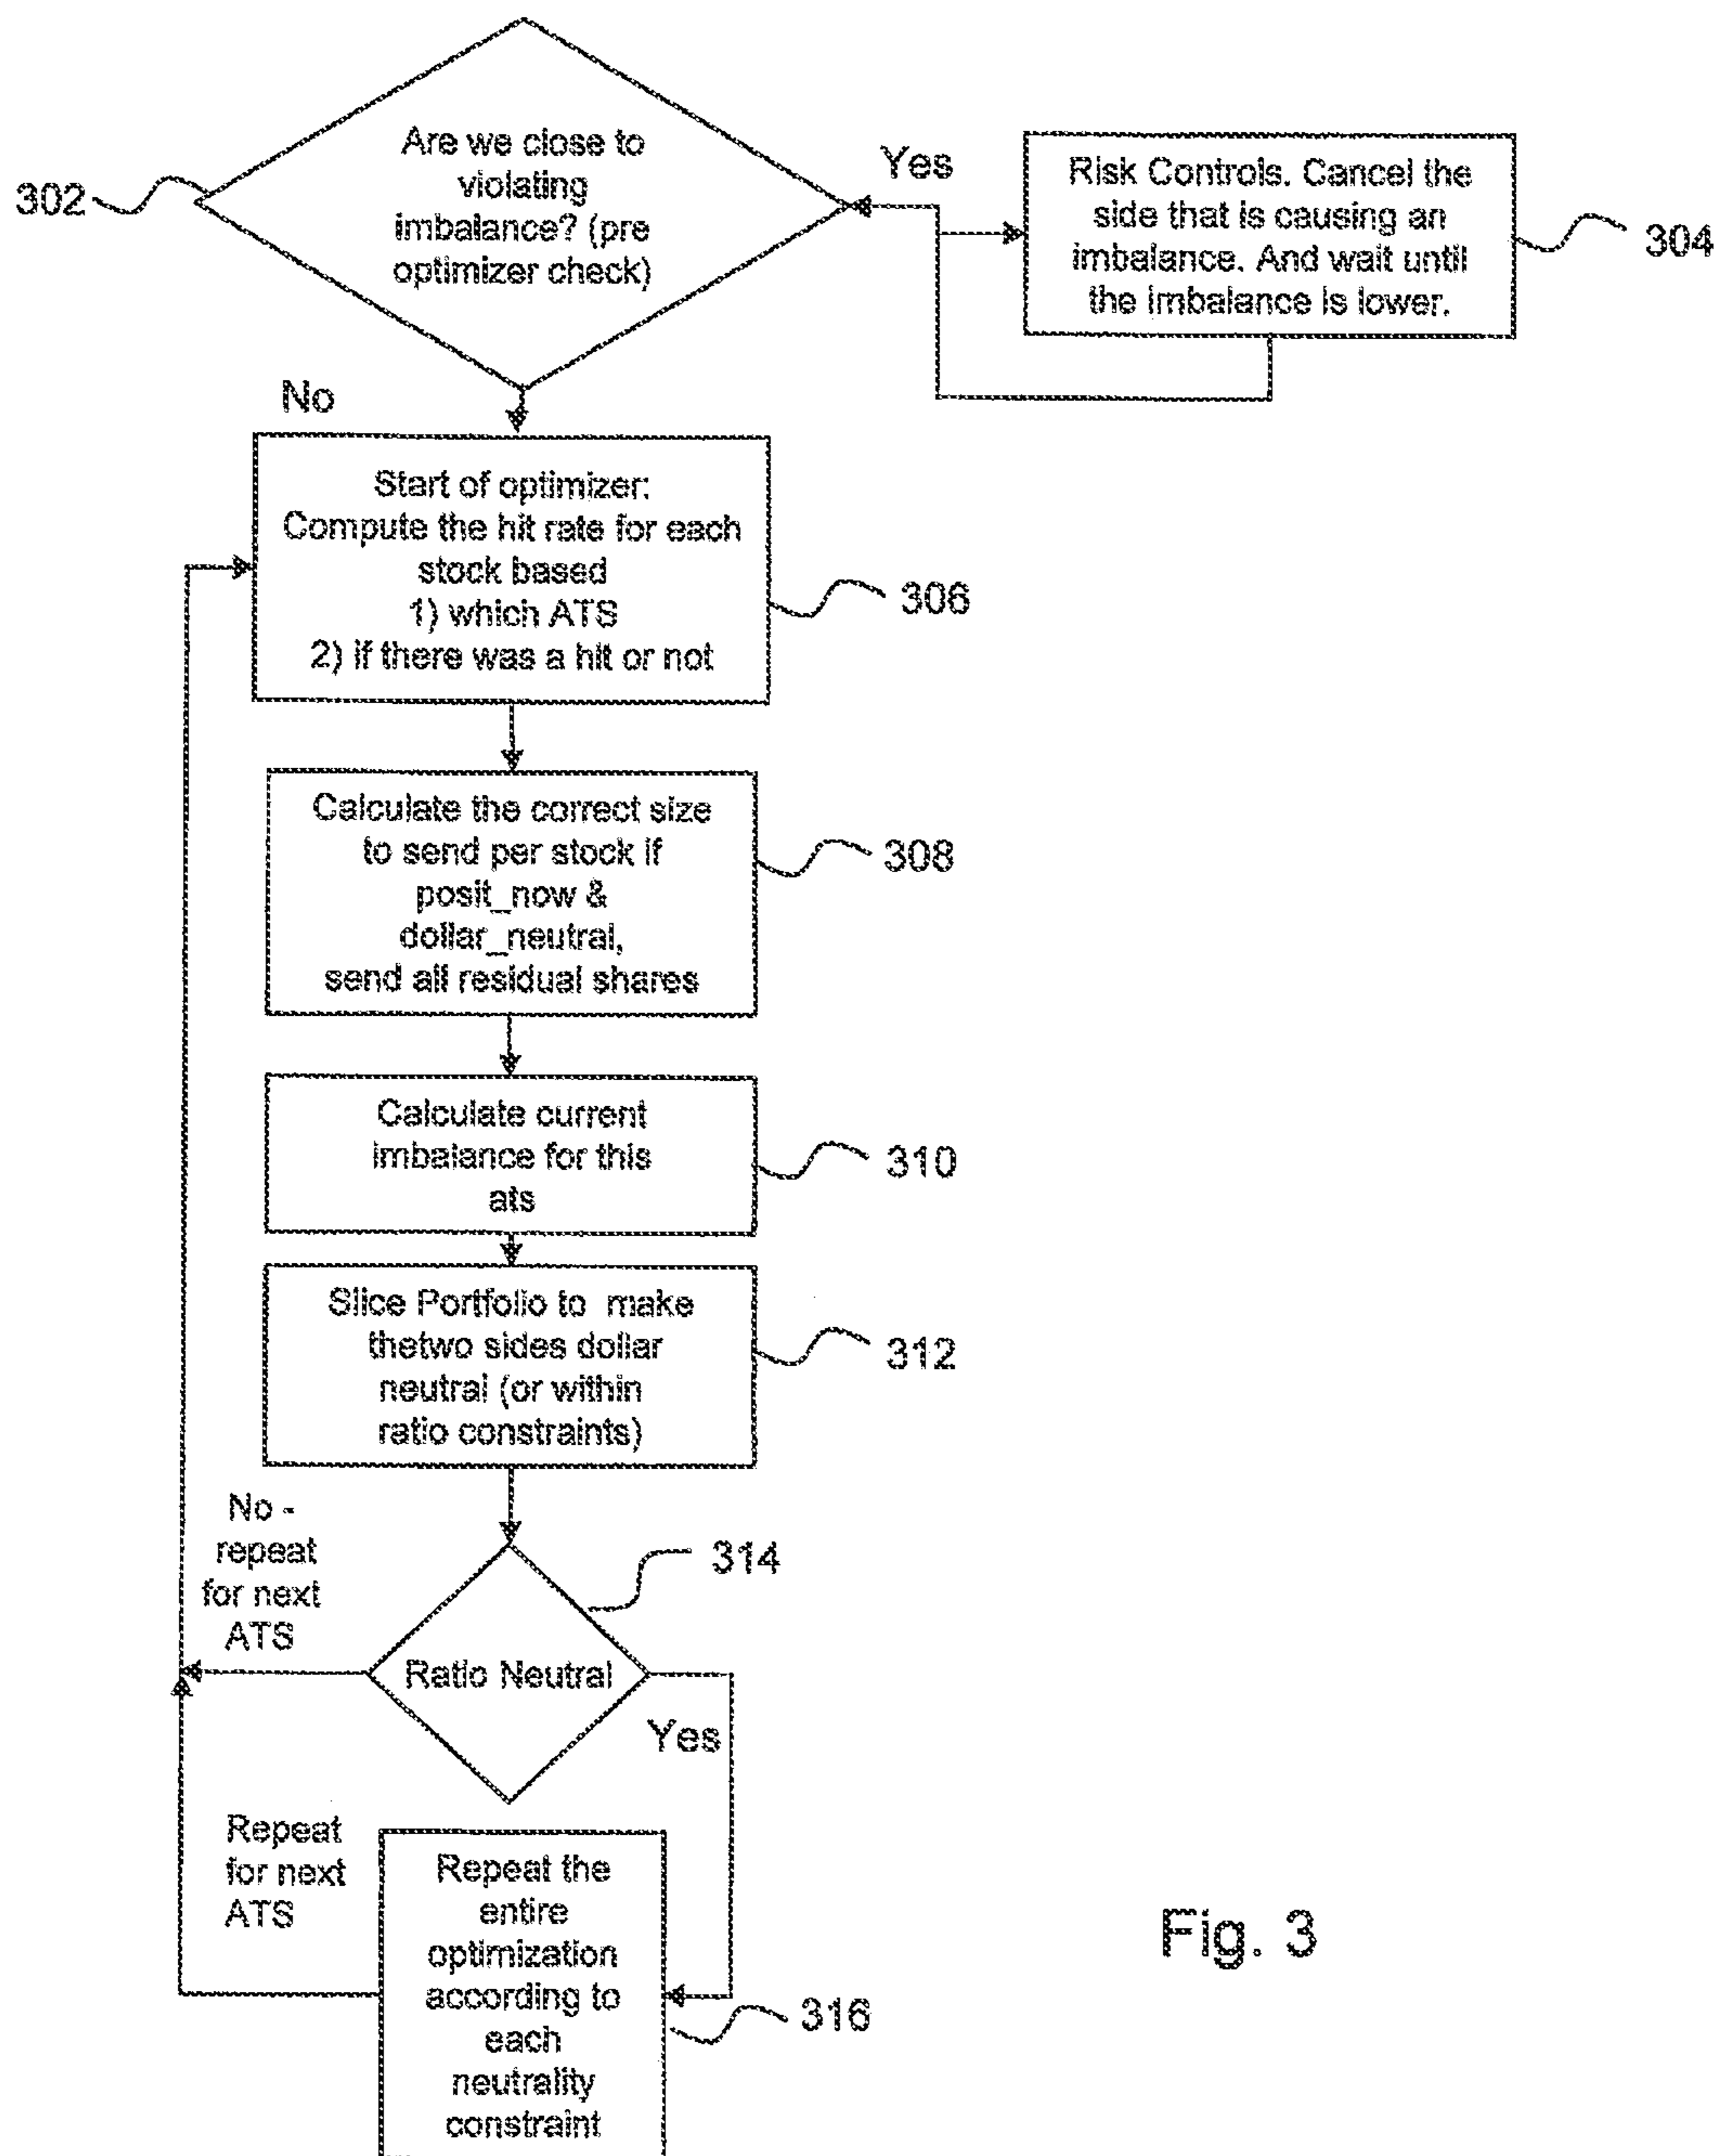 Are we close to
violating
imbalance? (pre
optimizer check)
302
Yes
Risk Controls. Cancel the
side that is causing an
imbalance. And wait until
the imbalance is lower.
304
No
Start of optimizer:
Compute the hit rate for each
stock based
1) which ATS
2) if there was a hit or not
306
Calculate the correct size
to send per stock if
posit_now &
dollar_neutral,
send all residual shares
308
Calculate current
imbalance for this
ats
310
Slice Portfolio to make
thetwo sides dollar
neutral (or within
ratio constraints)
312
No -
repeat
for next
ATS
314
Ratio Neutral
Yes
Repeat
for next
ATS
Repeat the
entire
optimization
according to
each
neutrality
constraint
316
Fig. 3